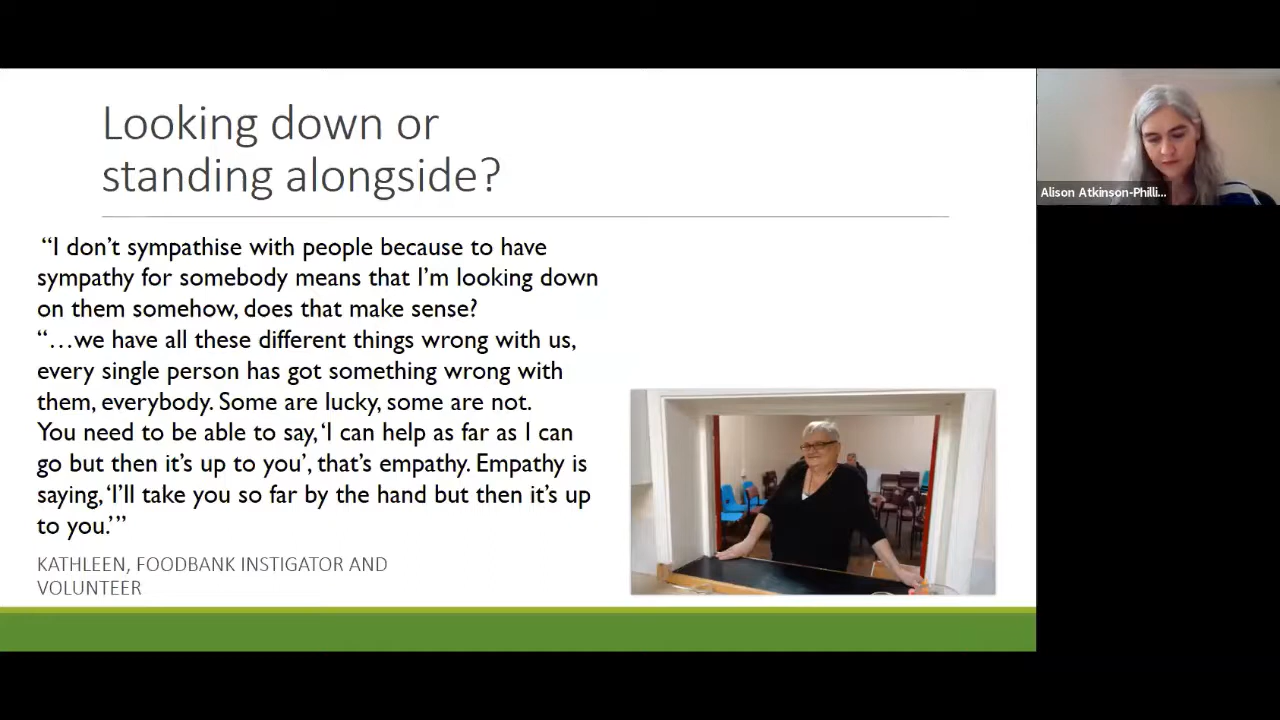 Looking down or
standing alongside?
“I don’t sympathise with people because to have
sympathy for somebody means that I’m looking down
on them somehow, does that make sense?
“…we have all these different things wrong with us,
every single person has got something wrong with
them, everybody. Some are lucky, some are not.
You need to be able to say, ‘I can help as far as I can
go but then it’s up to you’, that’s empathy. Empathy is
saying, ‘I’ll take you so far by the hand but then it’s up
to you.’”
KATHLEEN, FOODBANK INSTIGATOR AND
VOLUNTEER
Alison Atkinson-Philli...